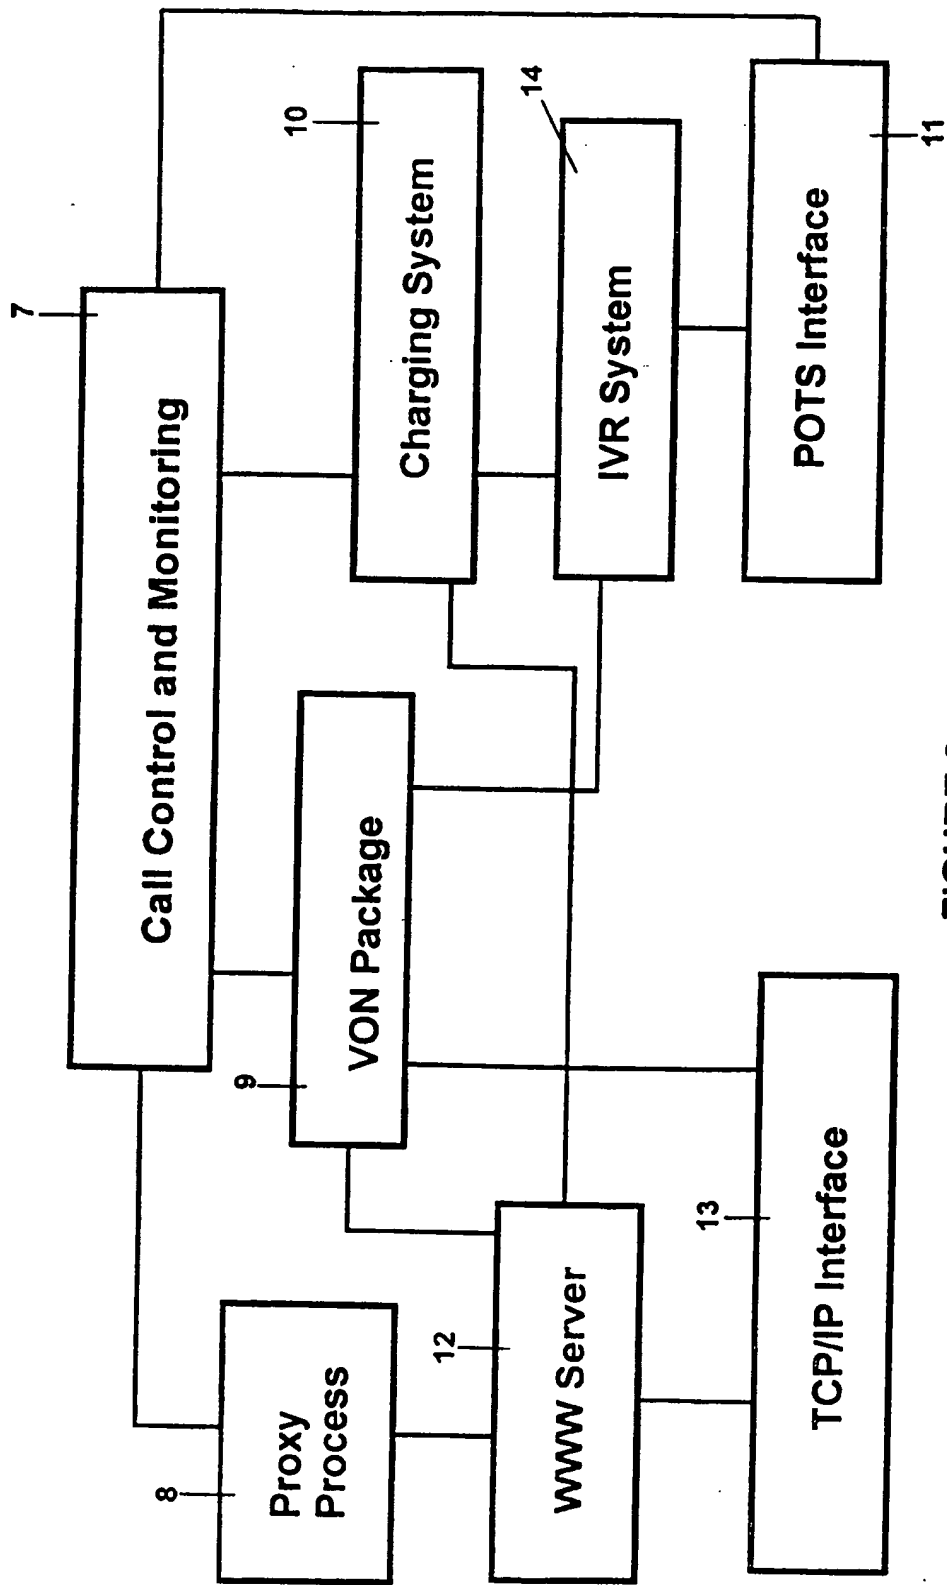 7
Call Control and Monitoring
8
Proxy
Process
9
VON Package
10
Charging System
12
WWW Server
14
IVR System
13
TCP/IP Interface
POTS Interface
11